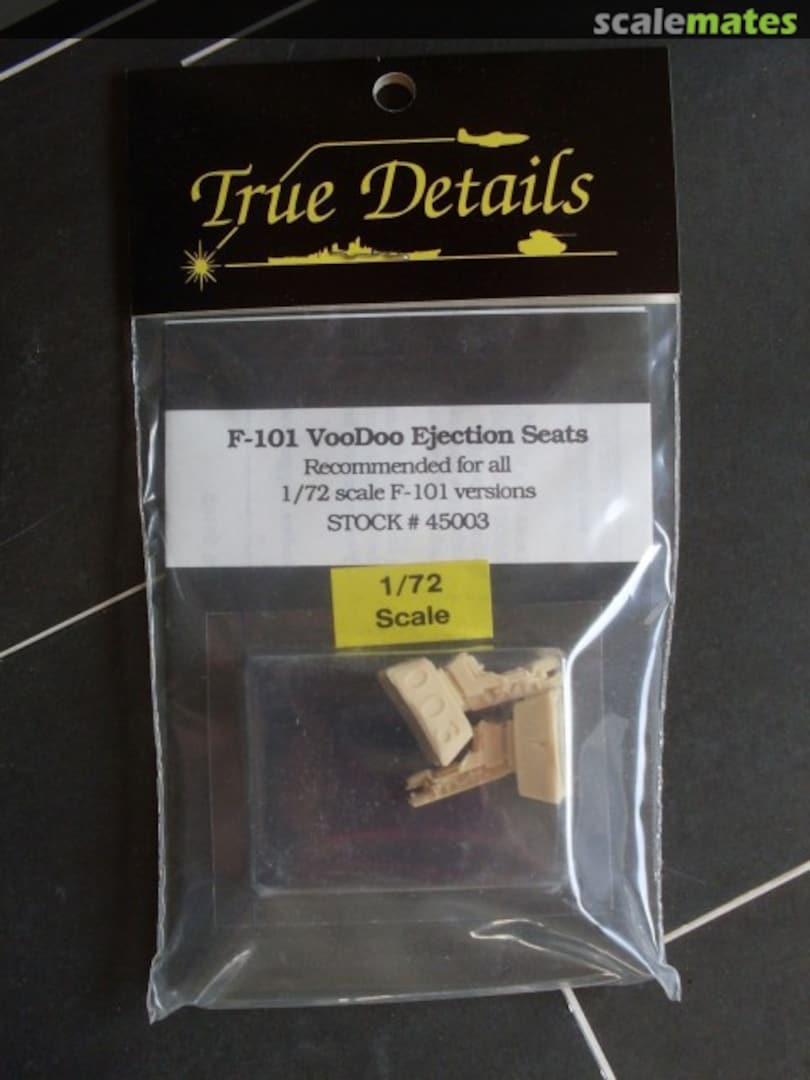 scalemates
True Details
F-101 VooDoo Ejection Seats
Recommended for all
1/72 scale F-101 versions
STOCK # 45003
1/72
Scale